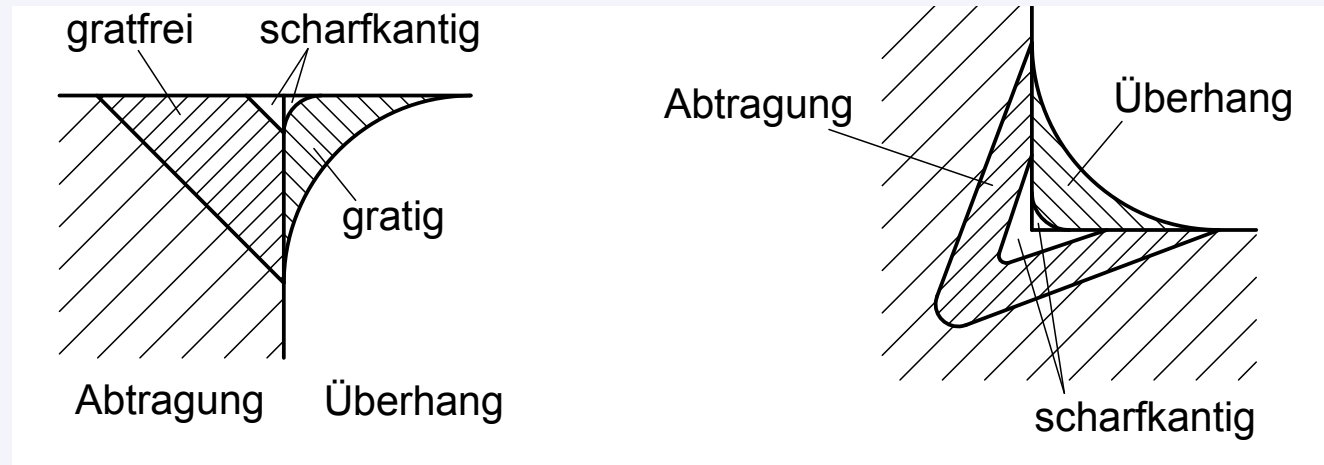 gratfrei scharfkantig
gratig
Abtragung Überhang
Abtragung Überhang
scharfkantig